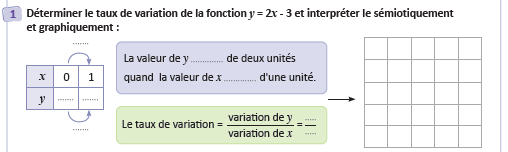 1 Déterminer le taux de variation de la fonction y = 2x - 3 et interpréter le sémiotiquement
et graphiquement :
........
x 0 1
y ....... .......
........
La valeur de y ............ de deux unités
quand la valeur de x ............ d'une unité.
Le taux de variation = variation de y / variation de x = ..... / .....